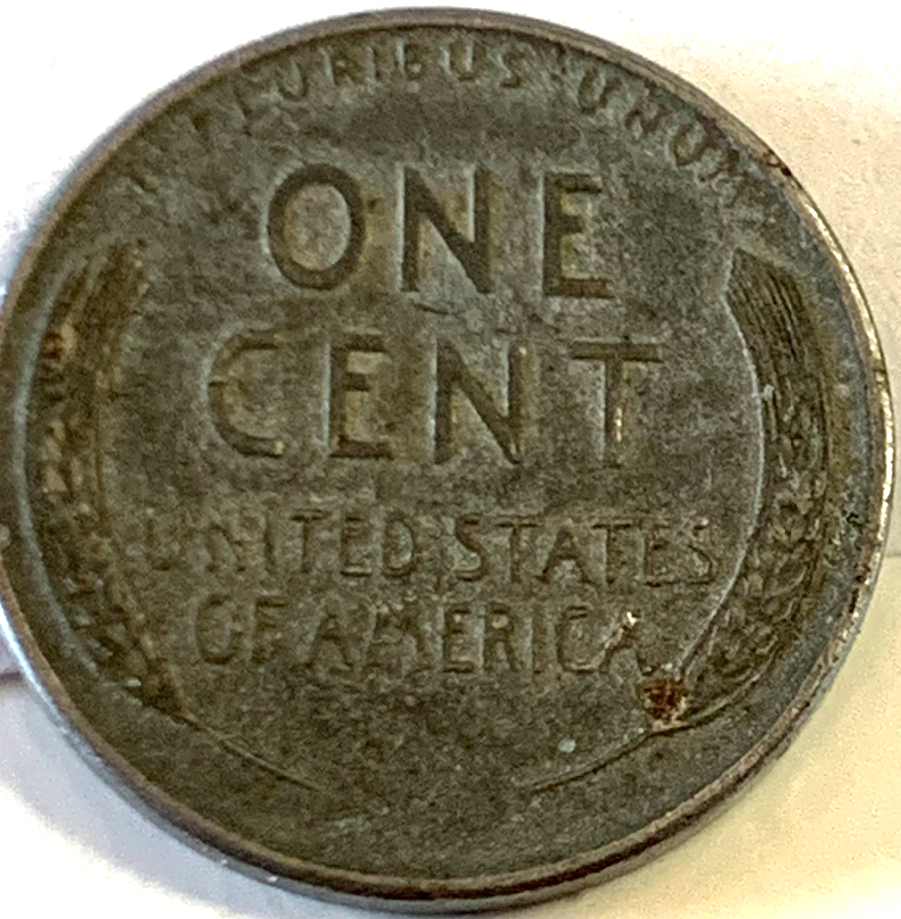 E PLURIBUS UNUM
ONE
CENT
UNITED STATES
OF AMERICA